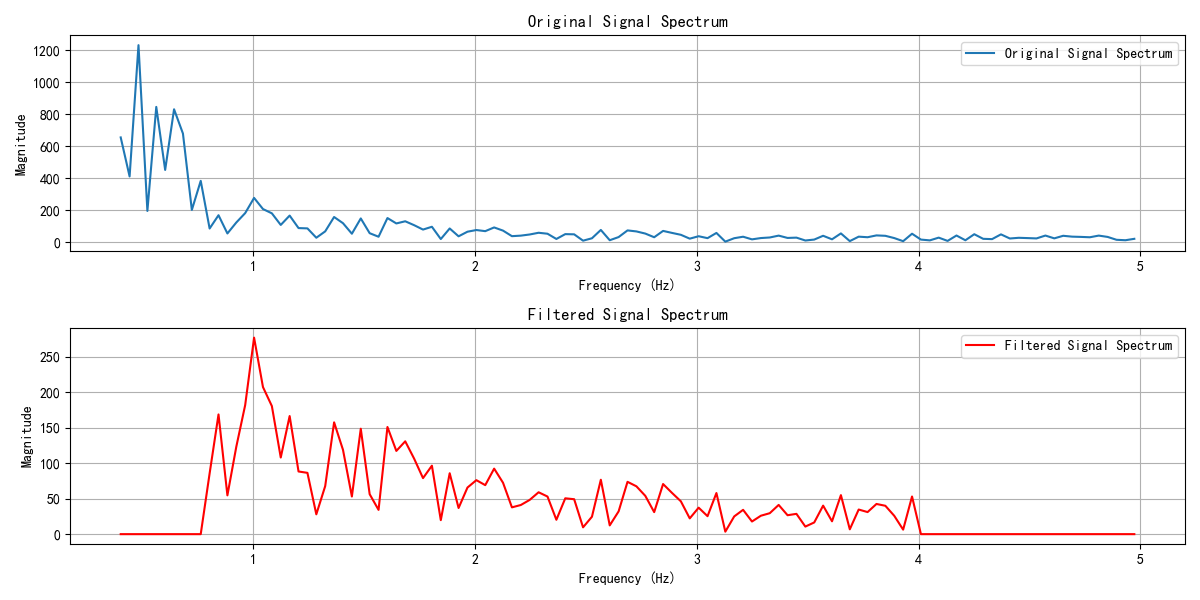 Original Signal Spectrum
1200
1000
800
600
400
200
0
Magnitude
Original Signal Spectrum
1 2 3 4 5
Frequency (Hz)
Filtered Signal Spectrum
250
200
150
100
50
0
Magnitude
Filtered Signal Spectrum
1 2 3 4 5
Frequency (Hz)